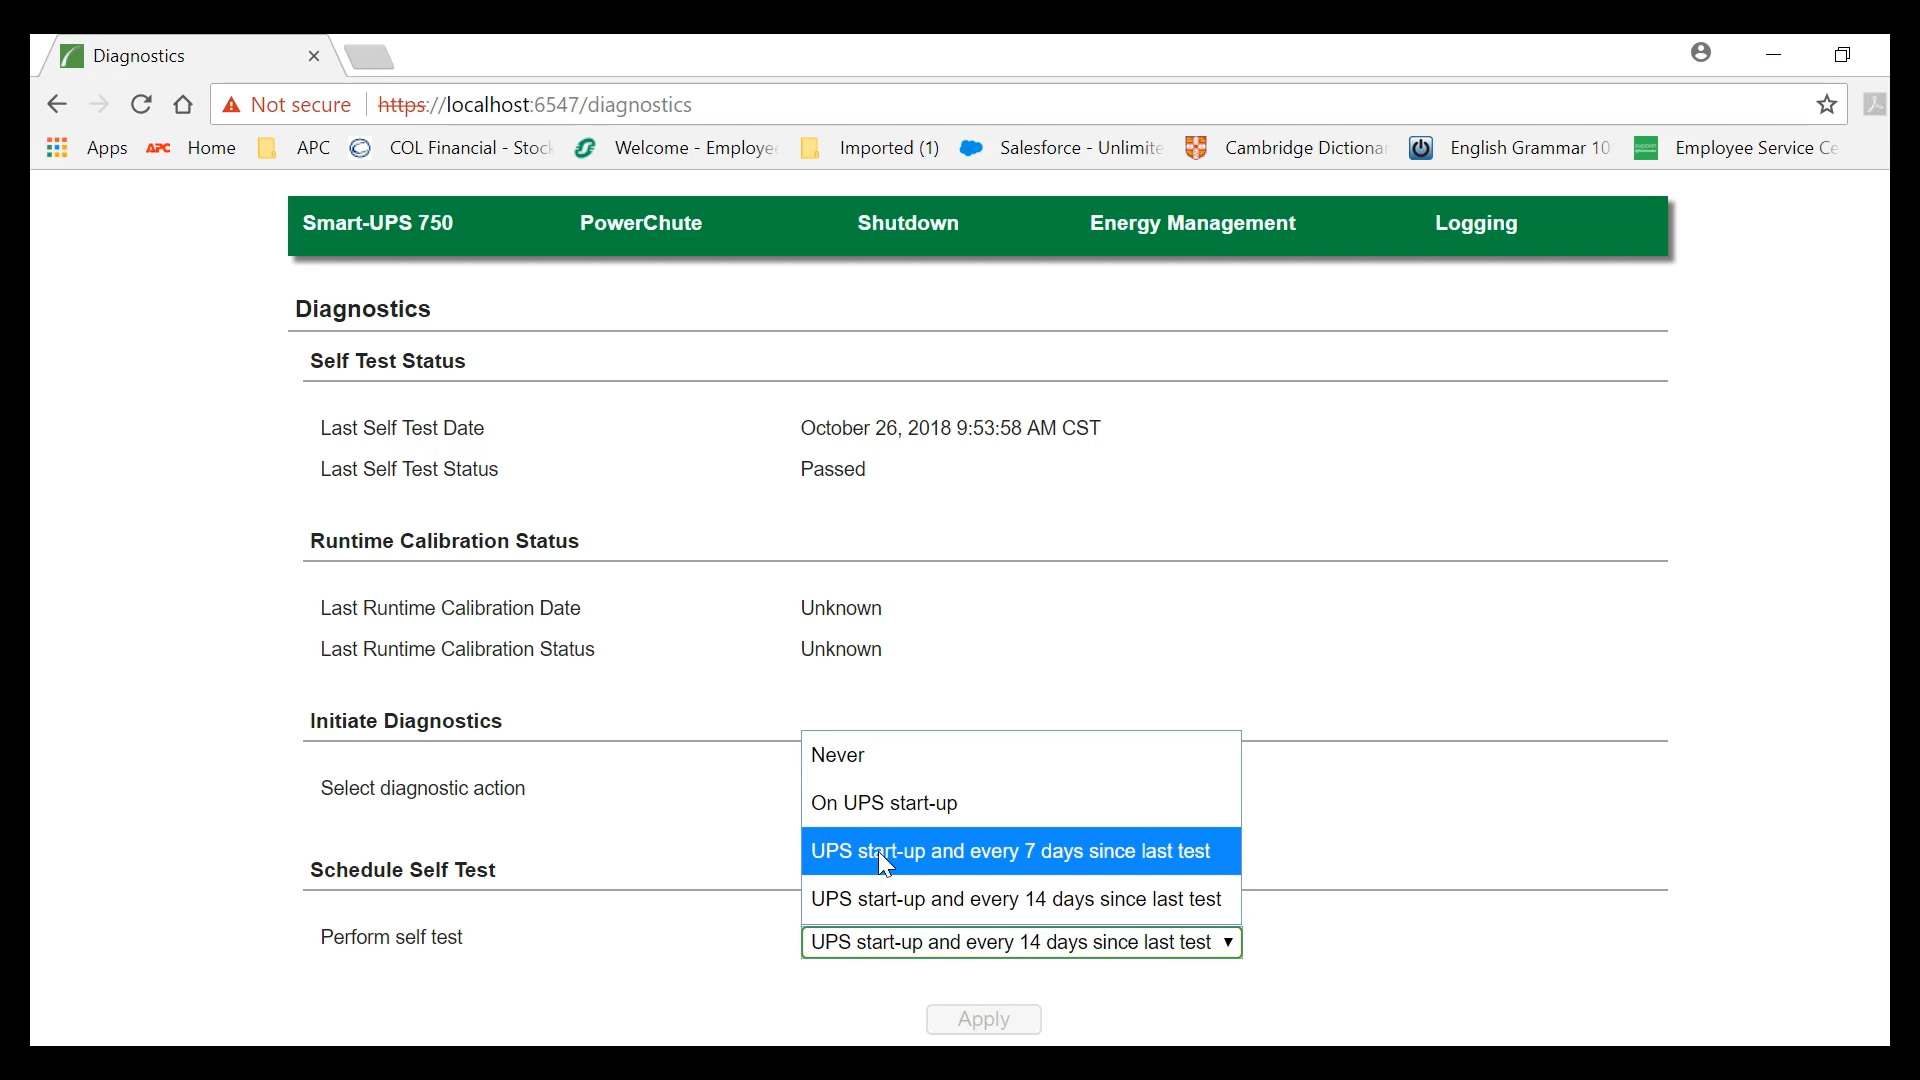 Diagnostics
Not secure https://localhost:6547/diagnostics
Apps APC Home APC COL Financial - Stock Welcome - Employe Imported (1) Salesforce - Unlimite Cambridge Dictiona English Grammar 10 Employee Service Ce
Smart-UPS 750 PowerChute Shutdown Energy Management Logging
Diagnostics
Self Test Status
Last Self Test Date October 26, 2018 9:53:58 AM CST
Last Self Test Status Passed
Runtime Calibration Status
Last Runtime Calibration Date Unknown
Last Runtime Calibration Status Unknown
Initiate Diagnostics
Never
Select diagnostic action
On UPS start-up
UPS start-up and every 7 days since last test
Schedule Self Test
UPS start-up and every 14 days since last test
Perform self test UPS start-up and every 14 days since last test
Apply